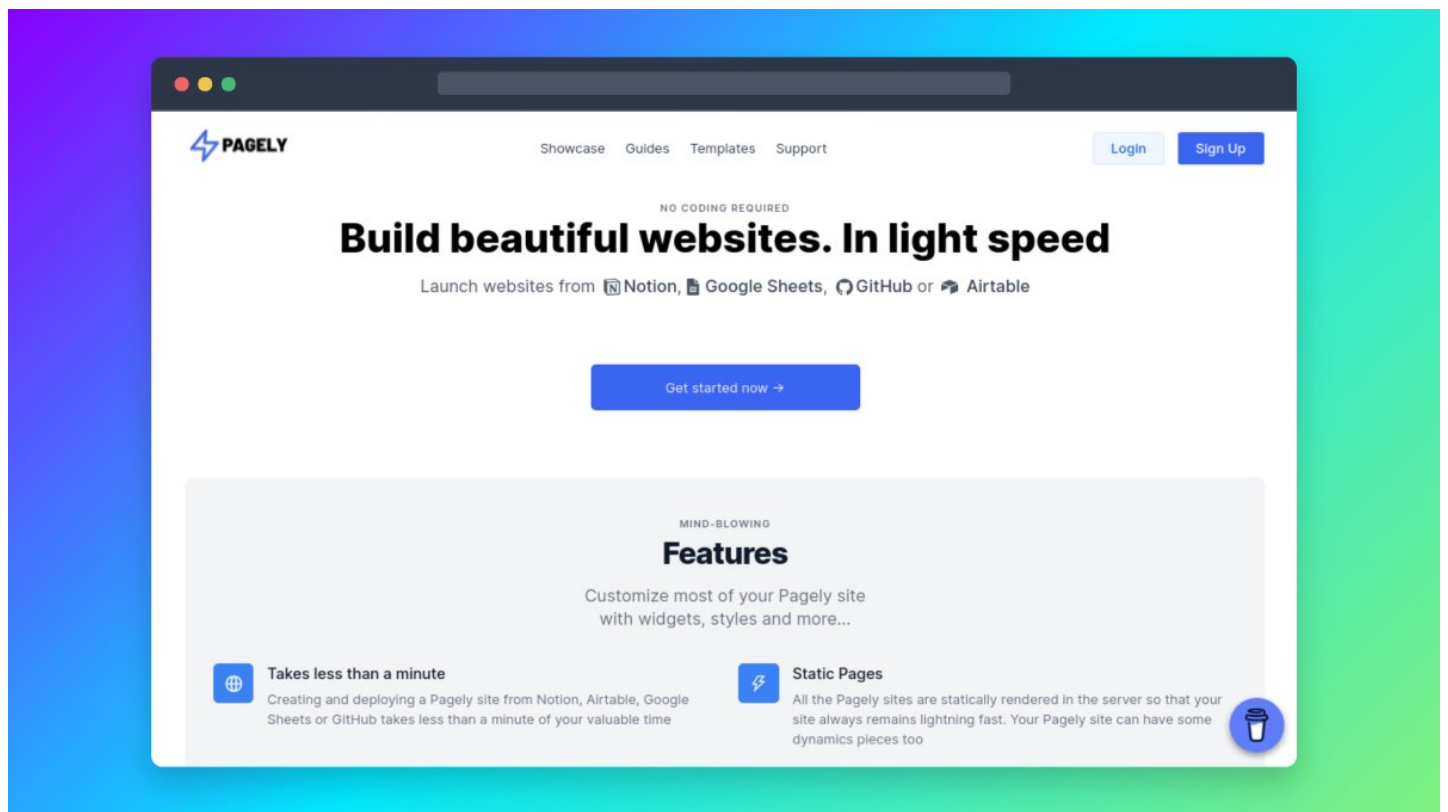 PAGELY
Showcase Guides Templates Support
Login
Sign Up
NO CODING REQUIRED
Build beautiful websites. In light speed
Launch websites from Notion, Google Sheets, GitHub or Airtable
Get started now →
MIND-BLOWING
Features
Customize most of your Pagely site
with widgets, styles and more...
Takes less than a minute
Creating and deploying a Pagely site from Notion, Airtable, Google
Sheets or GitHub takes less than a minute of your valuable time
Static Pages
All the Pagely sites are statically rendered in the server so that your
site always remains lightning fast. Your Pagely site can have some
dynamics pieces too